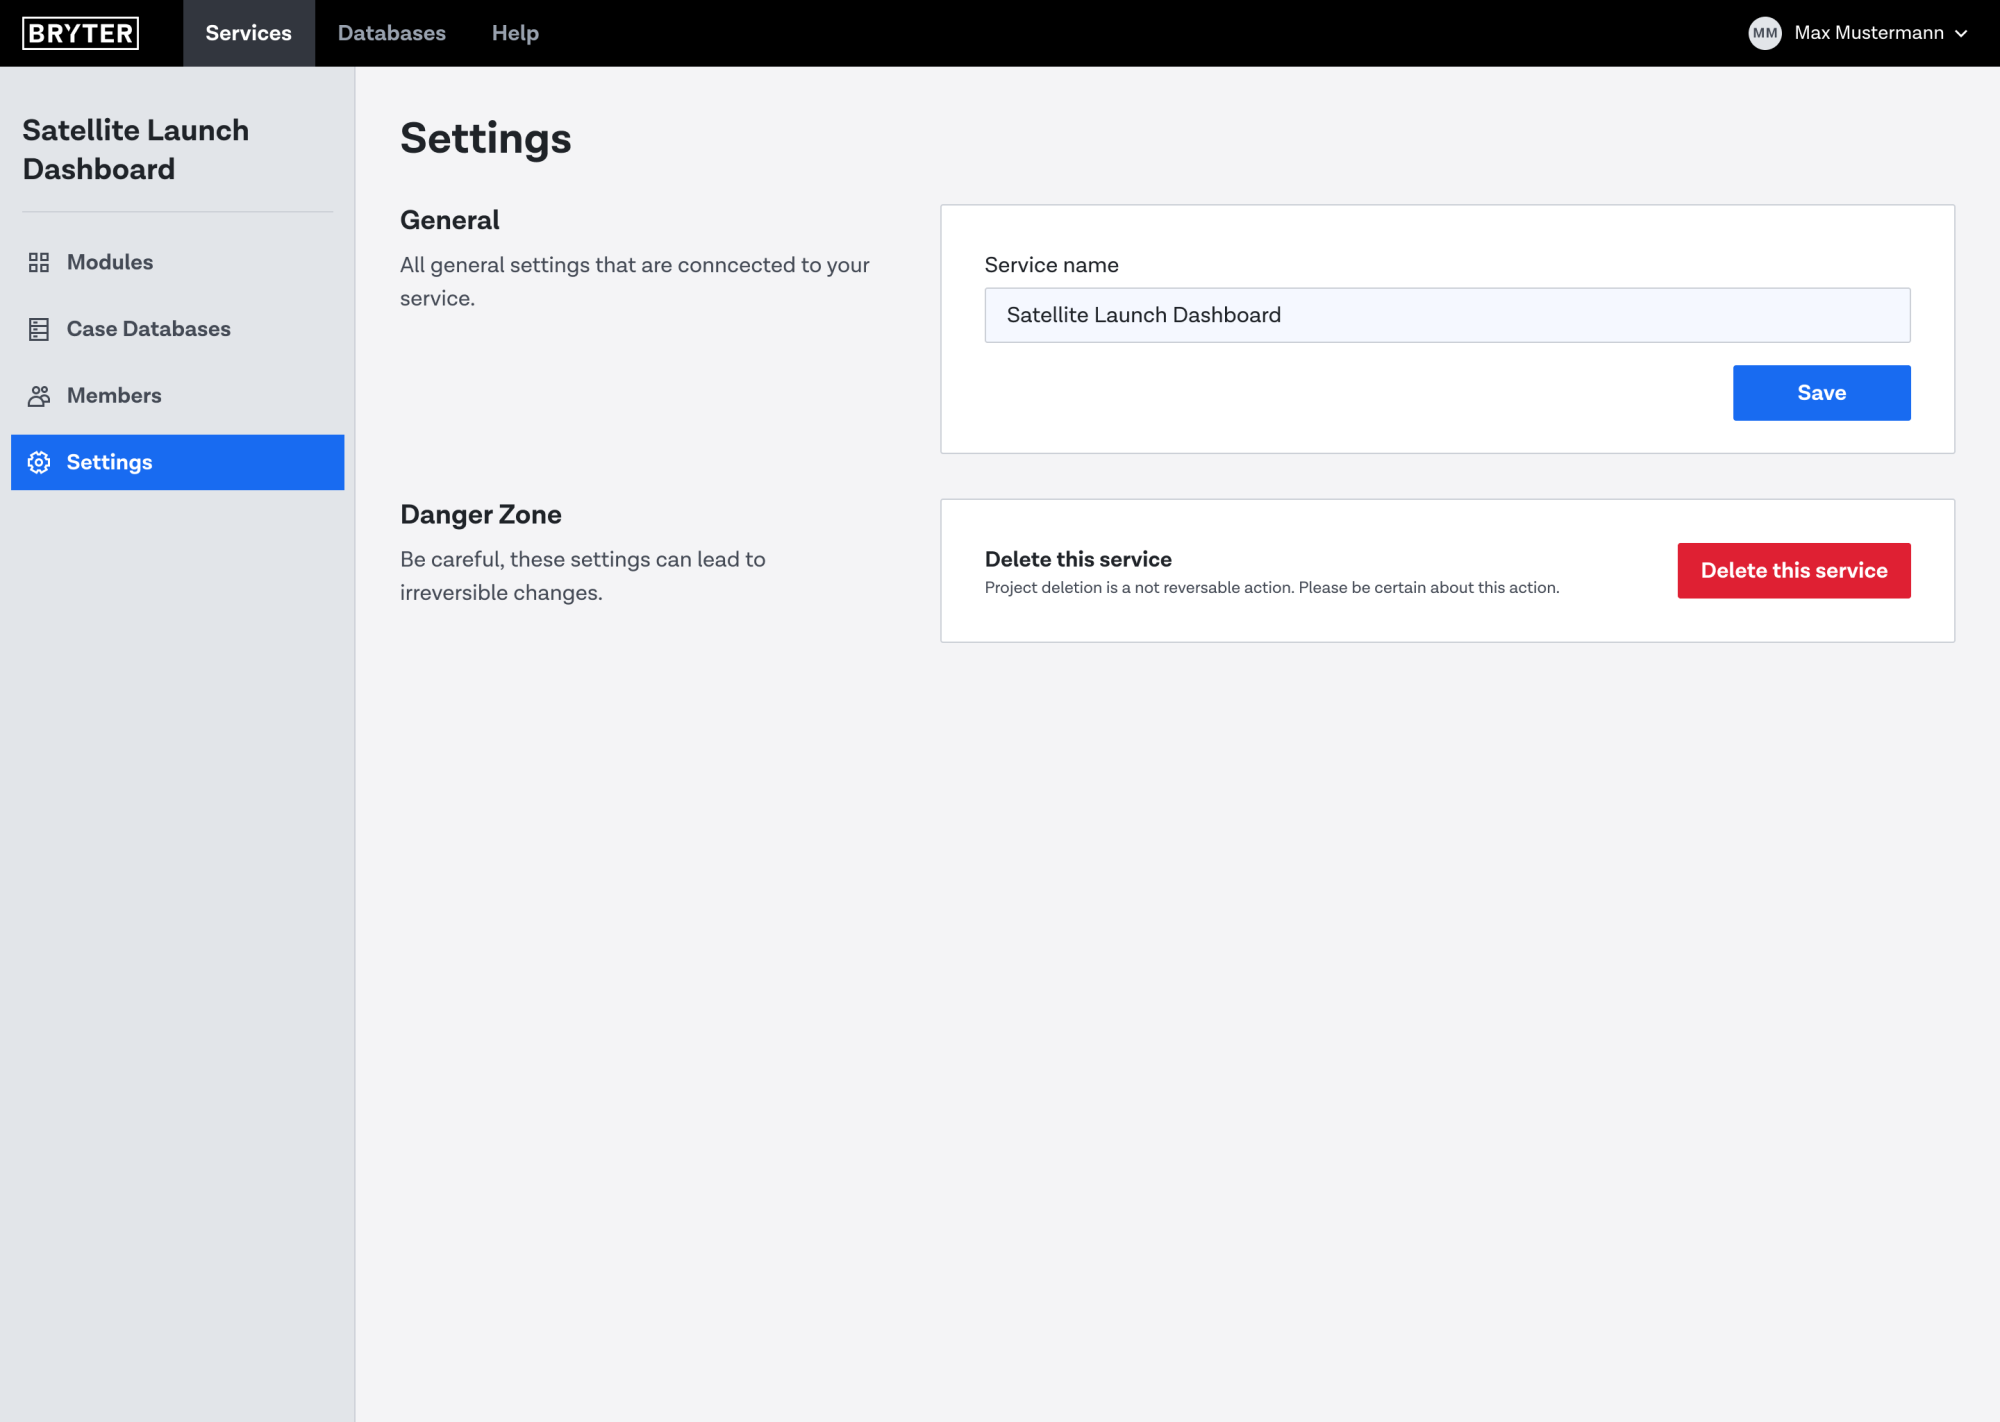 BRYTER
Services
Databases
Help
MM
Max Mustermann
Satellite Launch
Dashboard
Modules
Case Databases
Members
Settings
Settings
General
All general settings that are conncected to your
service.
Service name
Satellite Launch Dashboard
Save
Danger Zone
Be careful, these settings can lead to
irreversible changes.
Delete this service
Project deletion is a not reversable action. Please be certain about this action.
Delete this service